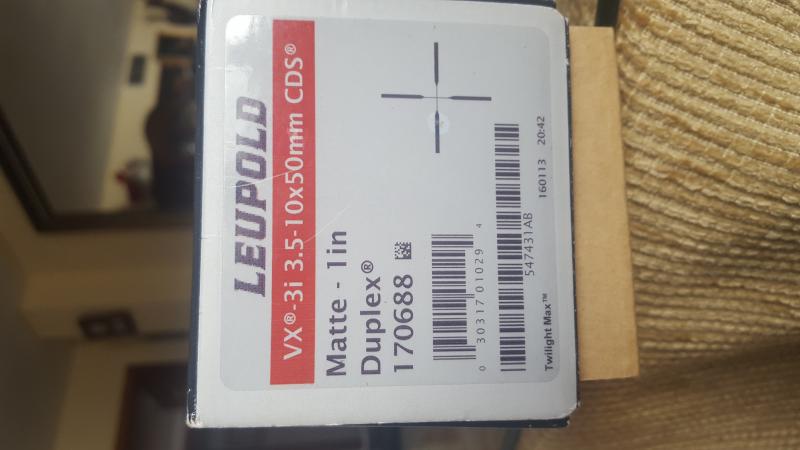 LEUPOLD
VX®-3i 3.5-10x50mm CDS®
Matte - 1in
Duplex®
170688
0 30317 01029 4
547431AB
Twilight Max™ 160113 20:42